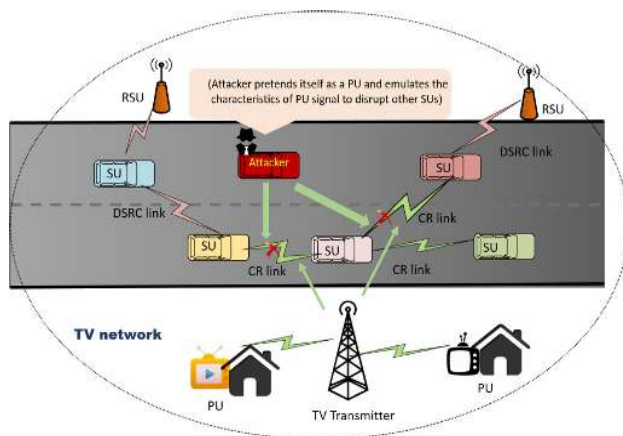 (Attacker pretends itself as a PU and emulates the
characteristics of PU signal to disrupt other SUs)
RSU
RSU
Attacker
SU
SU
DSRC link
DSRC link
CR link
SU
SU
SU
CR link
CR link
TV network
PU
TV Transmitter
PU